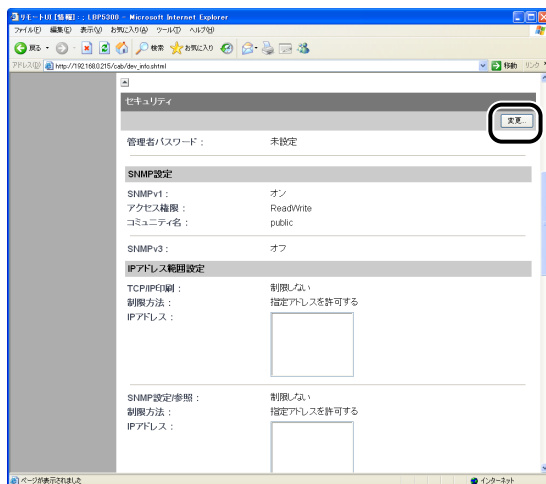 リモートUI [情報] : : LBP5300 - Microsoft Internet Explorer
ファイル(F) 編集(E) 表示(V) お気に入り(A) ツール(T) ヘルプ(H)
戻る 検索 お気に入り
アドレス(D) http://192.168.0.215/cab/dev_info.shtml 移動 リンク
セキュリティ
変更...
管理者パスワード : 未設定
SNMP設定
SNMPv1 : オン
アクセス権限 : ReadWrite
コミュニティ名 : public
SNMPv3 : オフ
IPアドレス範囲設定
TCP/IP印刷 : 制限しない
制限方法 : 指定アドレスを許可する
IPアドレス :
SNMP設定/参照 : 制限しない
制限方法 : 指定アドレスを許可する
IPアドレス :
ページが表示されました インターネット